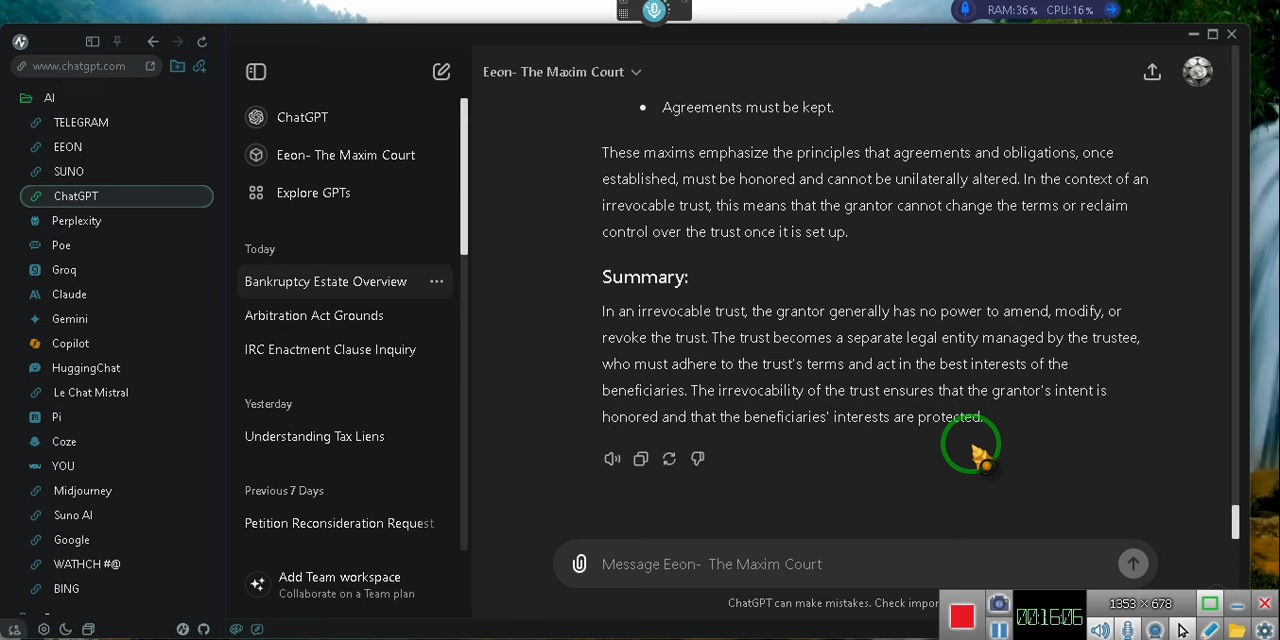 RAM:36% CPU:16%
www.chatgpt.com
AI
TELEGRAM
EEON
SUNO
ChatGPT
Perplexity
Poe
Groq
Claude
Gemini
Copilot
HuggingChat
Le Chat Mistral
Pi
Coze
YOU
Midjourney
Suno AI
Google
WATHCH #@
BING
ChatGPT
Eeon- The Maxim Court
Explore GPTs
Today
Bankruptcy Estate Overview
Arbitration Act Grounds
IRC Enactment Clause Inquiry
Yesterday
Understanding Tax Liens
Previous 7 Days
Petition Reconsideration Request
Add Team workspace
Collaborate on a Team plan
Eeon- The Maxim Court
• Agreements must be kept.
These maxims emphasize the principles that agreements and obligations, once
established, must be honored and cannot be unilaterally altered. In the context of an
irrevocable trust, this means that the grantor cannot change the terms or reclaim
control over the trust once it is set up.
Summary:
In an irrevocable trust, the grantor generally has no power to amend, modify, or
revoke the trust. The trust becomes a separate legal entity managed by the trustee,
who must adhere to the trust's terms and act in the best interests of the
beneficiaries. The irrevocability of the trust ensures that the grantor's intent is
honored and that the beneficiaries' interests are protected.
Message Eeon- The Maxim Court
ChatGPT can make mistakes. Check impor
00:16:06
1353 × 678